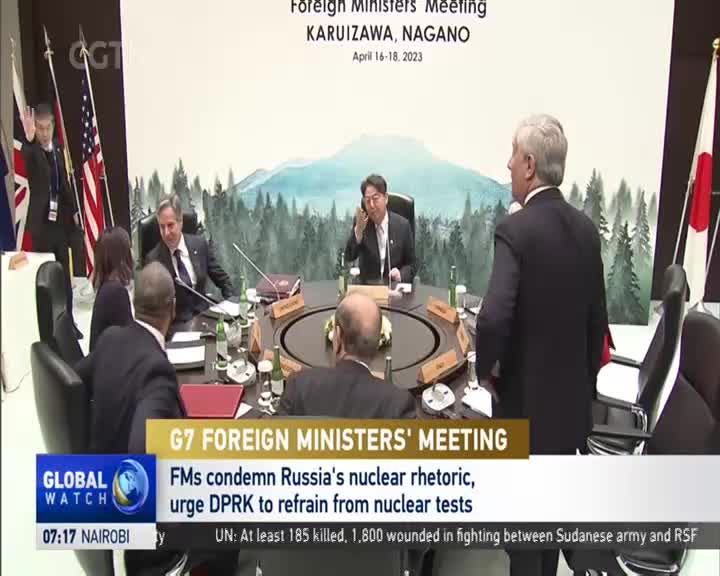 Foreign Ministers' Meeting
KARUIZAWA, NAGANO
April 16-18, 2023
CGTN
G7 FOREIGN MINISTERS' MEETING
FMs condemn Russia's nuclear rhetoric,
urge DPRK to refrain from nuclear tests
GLOBAL
WATCH
07:17 NAIROBI
UN: At least 185 killed, 1,800 wounded in fighting between Sudanese army and RSF